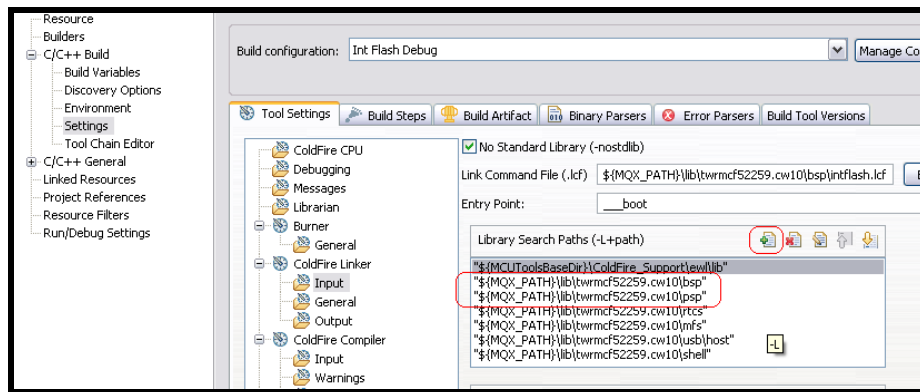 Resource
Builders
C/C++ Build
Build Variables
Discovery Options
Environment
Settings
Tool Chain Editor
C/C++ General
Linked Resources
Project References
Resource Filters
Run/Debug Settings
Build configuration: Int Flash Debug Manage Co
Tool Settings Build Steps Build Artifact Binary Parsers Error Parsers Build Tool Versions
ColdFire CPU
Debugging
Messages
Librarian
Burner
General
ColdFire Linker
Input
General
Output
ColdFire Compiler
Input
Warnings
No Standard Library (-nostdlib)
Link Command File (.lcf) ${MQX_PATH}\lib\twrmcf52259.cw10\bsp\intflash.lcf
Entry Point: ___boot
Library Search Paths (-L+path)
"${MCUToolsBaseDir}\ColdFire_Support\ewl\lib"
"${MQX_PATH}\lib\twrmcf52259.cw10\bsp"
"${MQX_PATH}\lib\twrmcf52259.cw10\psp"
"${MQX_PATH}\lib\twrmcf52259.cw10\rtcs"
"${MQX_PATH}\lib\twrmcf52259.cw10\mfs"
"${MQX_PATH}\lib\twrmcf52259.cw10\usb\host"
"${MQX_PATH}\lib\twrmcf52259.cw10\shell"
-L